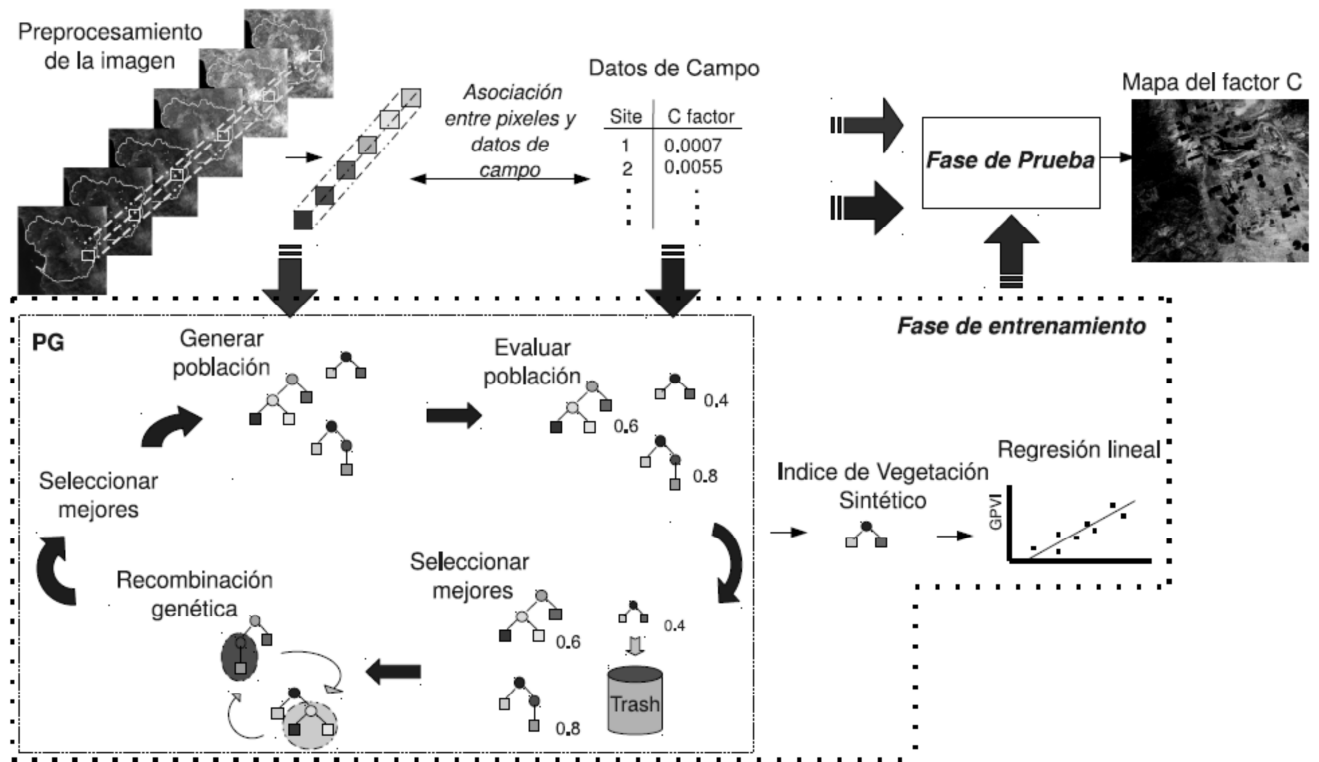 Preprocesamiento
de la imagen
Asociación
entre pixeles y
datos de
campo
Datos de Campo
Site C factor
1 0.0007
2 0.0055
Fase de Prueba
Mapa del factor C
Fase de entrenamiento
PG
Generar
población
Evaluar
población
0.6
0.4
0.8
Seleccionar
mejores
0.6
0.4
0.8
Trash
Recombinación
genética
Seleccionar
mejores
Indice de Vegetación
Sintético
Regresión lineal
GPVI